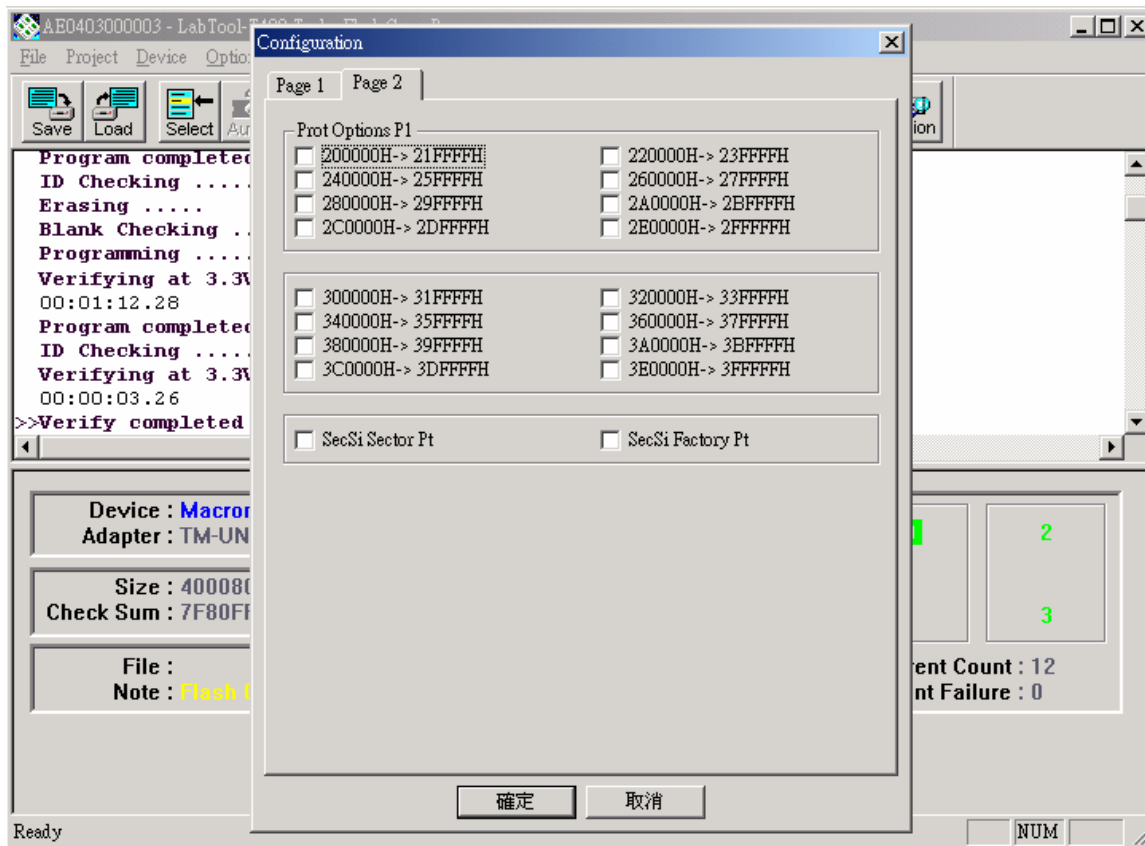 AE0403000003 - LabTool-
Configuration
File Project Device Optio
Page 1 Page 2
Save Load Select Au
ion
Prot Options P1
200000H-> 21FFFFH 220000H-> 23FFFFH
240000H-> 25FFFFH 260000H-> 27FFFFH
280000H-> 29FFFFH 2A0000H-> 2BFFFFH
2C0000H-> 2DFFFFH 2E0000H-> 2FFFFFH
300000H-> 31FFFFH 320000H-> 33FFFFH
340000H-> 35FFFFH 360000H-> 37FFFFH
380000H-> 39FFFFH 3A0000H-> 3BFFFFH
3C0000H-> 3DFFFFH 3E0000H-> 3FFFFFH
SecSi Sector Pt SecSi Factory Pt
確定 取消
Program completed
ID Checking .....
Erasing .....
Blank Checking ..
Programming .....
Verifying at 3.3V
00:01:12.28
Program completed
ID Checking .....
Verifying at 3.3V
00:00:03.26
>>Verify completed
Device : Macron
Adapter : TM-UN
Size : 400080
Check Sum : 7F80FF
File :
Note : Flash
2
3
rent Count : 12
nt Failure : 0
Ready
NUM